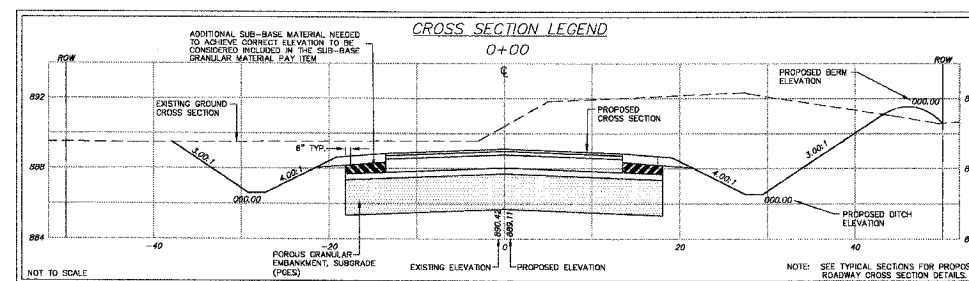 CROSS SECTION LEGEND
0+00
℄
ADDITIONAL SUB-BASE MATERIAL NEEDED
TO ACHIEVE CORRECT ELEVATION TO BE
CONSIDERED INCLUDED IN THE SUB-BASE
GRANULAR MATERIAL PAY ITEM
ROW
ROW
PROPOSED BERM
ELEVATION
892
000.00
EXISTING GROUND
CROSS SECTION
PROPOSED
CROSS SECTION
6" TYP.
888
3.00:1
4.00:1
4.00:1
3.00:1
000.00
000.00
PROPOSED DITCH
ELEVATION
884
-40
-20
0
20
40
890.42
889.11
POROUS GRANULAR
EMBANKMENT, SUBGRADE
(PGES)
EXISTING ELEVATION
PROPOSED ELEVATION
NOT TO SCALE
NOTE: SEE TYPICAL SECTIONS FOR
ROADWAY CROSS SECTION DETAILS.